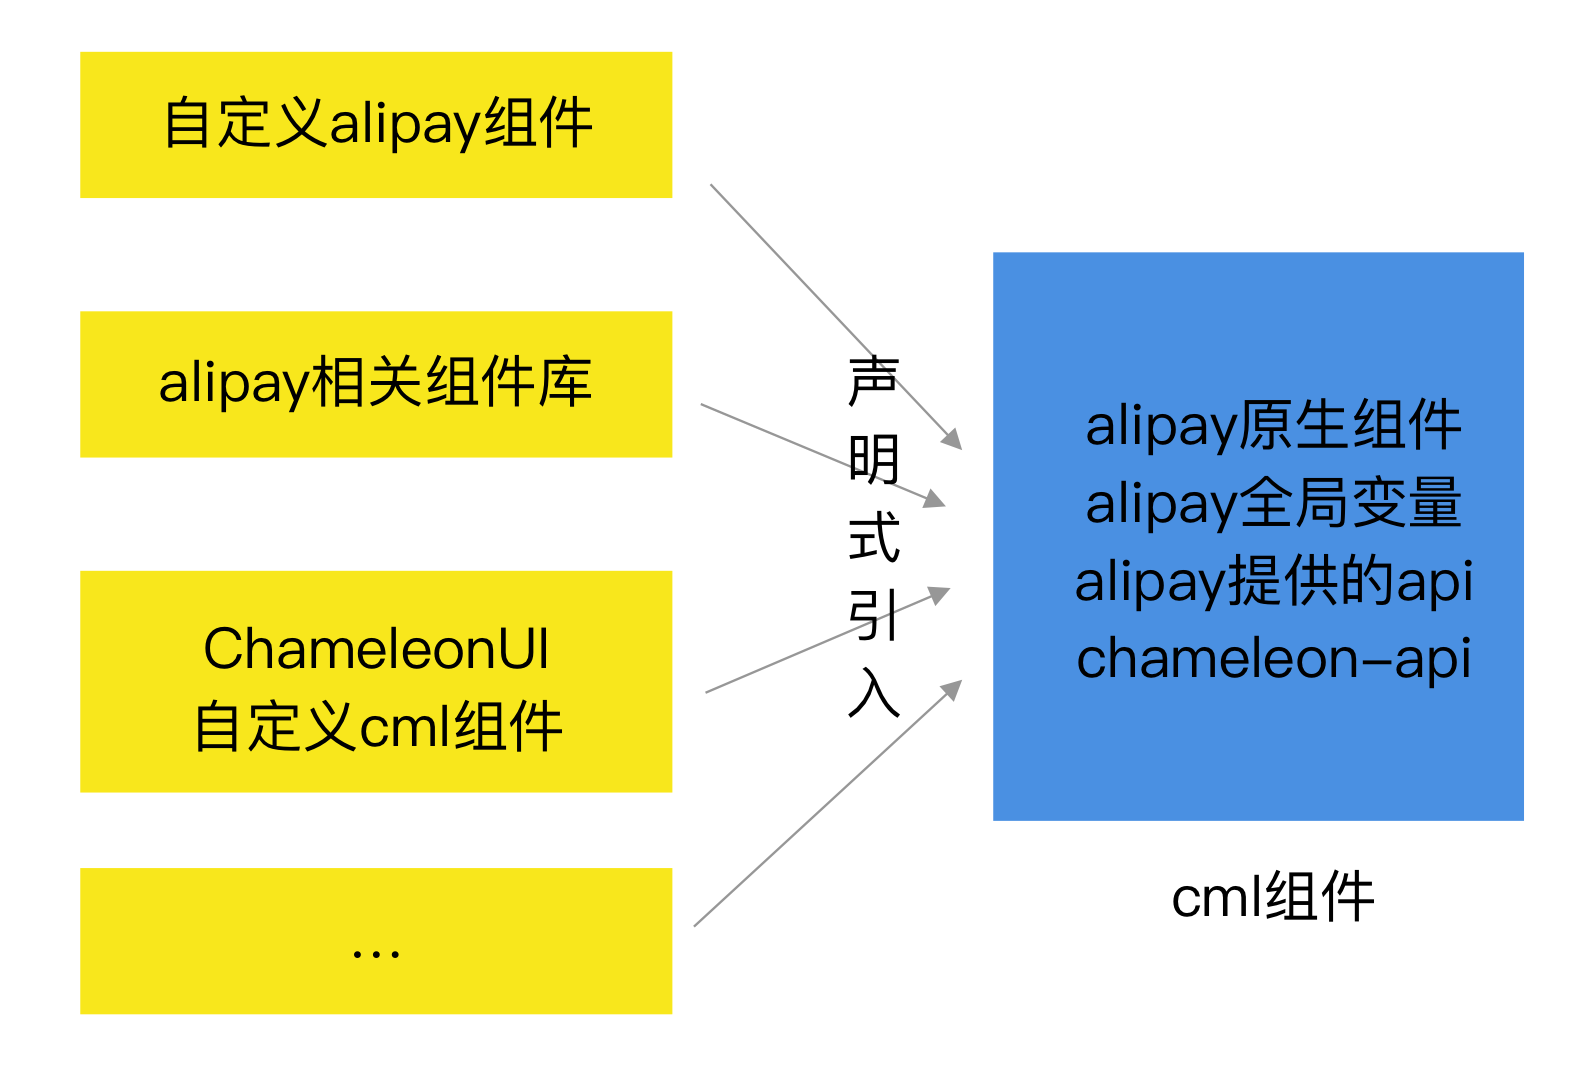 自定义alipay组件
alipay相关组件库
ChameleonUI
自定义cml组件
...
声
明
式
引
入
alipay原生组件
alipay全局变量
alipay提供的api
chameleon-api
cml组件